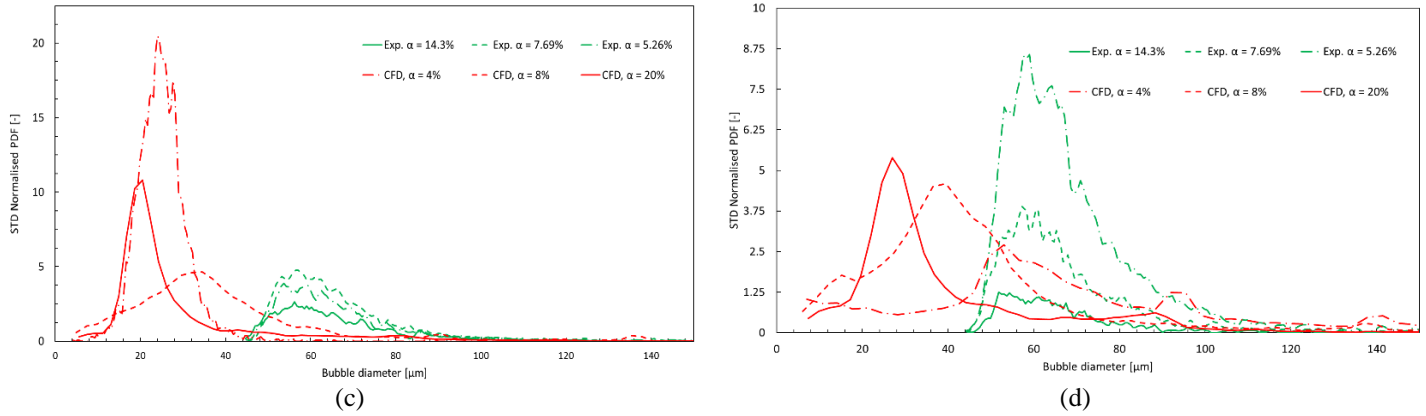 STD Normalised PDF [-]
20
15
10
5
0
Exp. α = 14.3%
Exp. α = 7.69%
Exp. α = 5.26%
CFD, α = 4%
CFD, α = 8%
CFD, α = 20%
0 20 40 60 80 100 120 140
Bubble diameter [μm]
(c)
STD Normalised PDF [-]
10
8.75
7.5
6.25
5
3.75
2.5
1.25
0
Exp. α = 14.3%
Exp. α = 7.69%
Exp. α = 5.26%
CFD, α = 4%
CFD, α = 8%
CFD, α = 20%
0 20 40 60 80 100 120 140
Bubble diameter [μm]
(d)